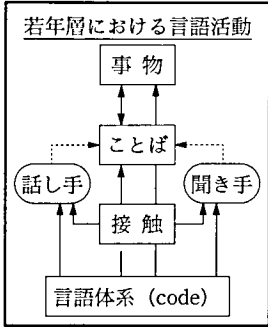 若年層における言語活動
事物
ことば
話し手
聞き手
接触
言語体系（code）